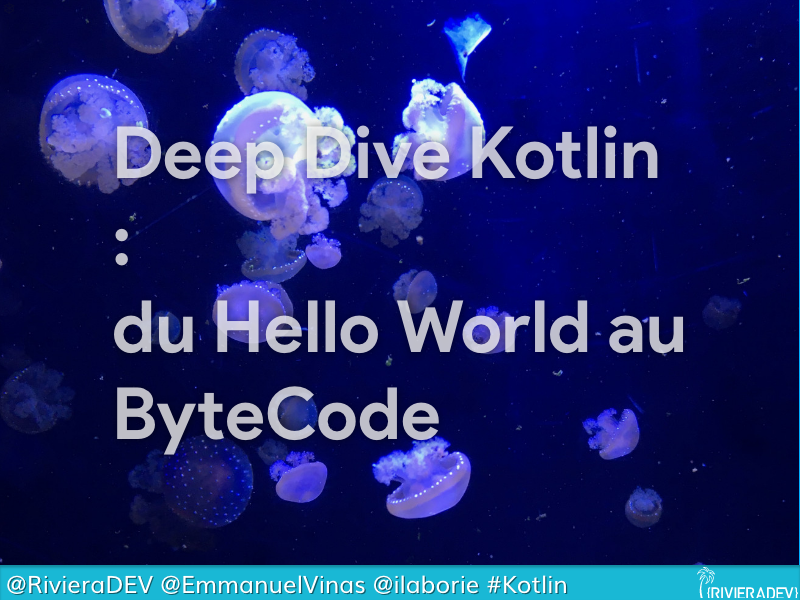 Deep Dive Kotlin
:
du Hello World au
ByteCode
@RivieraDEV @EmmanuelVinas @ilaborie #Kotlin
{RIVIERADEV}